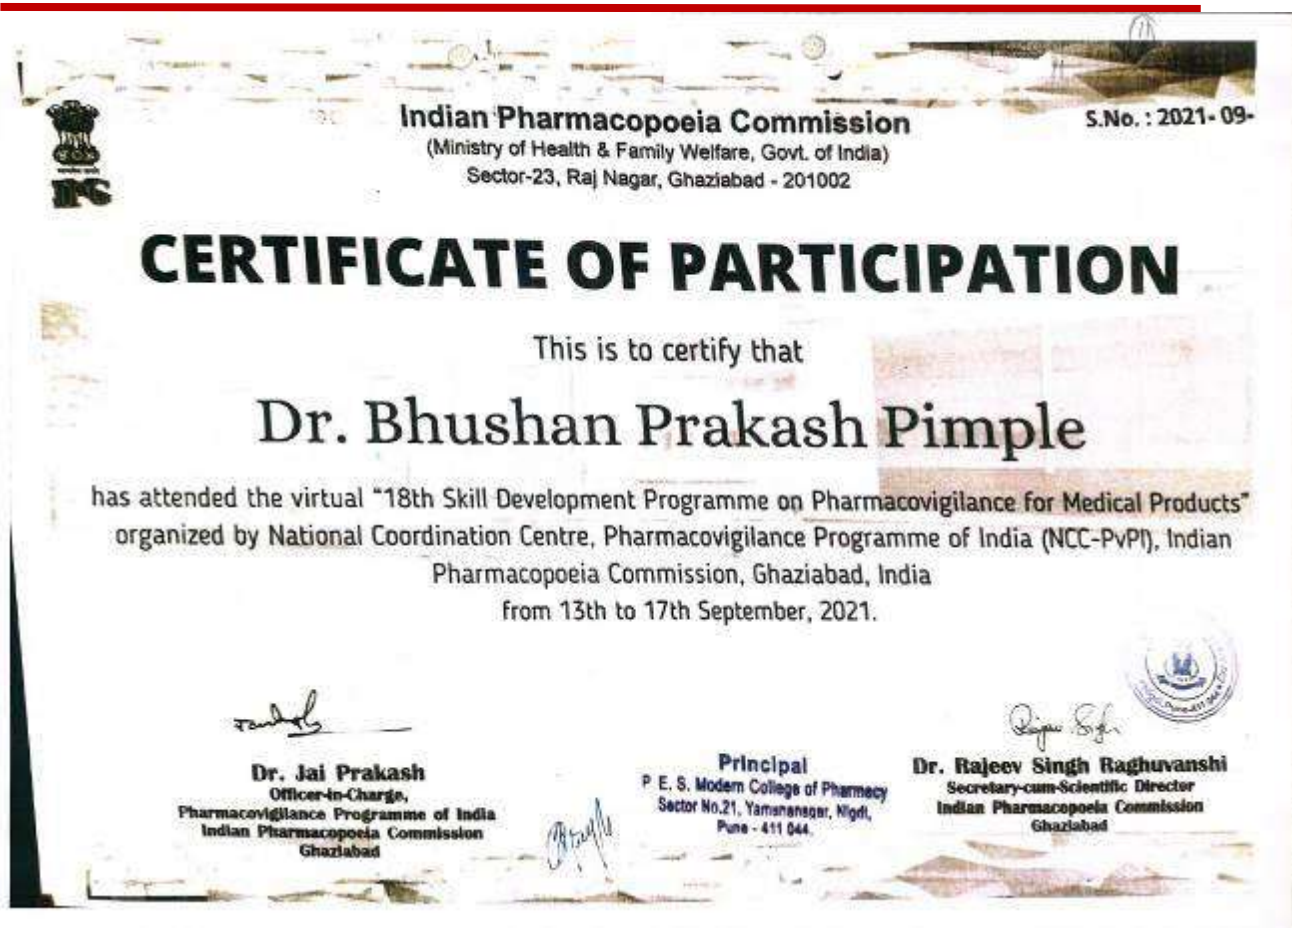 Indian Pharmacopoeia Commission
S.No. : 2021- 09-
(Ministry of Health & Family Welfare, Govt. of India)
Sector-23, Raj Nagar, Ghaziabad - 201002
IPC
CERTIFICATE OF PARTICIPATION
This is to certify that
Dr. Bhushan Prakash Pimple
has attended the virtual "18th Skill Development Programme on Pharmacovigilance for Medical Products"
organized by National Coordination Centre, Pharmacovigilance Programme of India (NCC-PvPI), Indian
Pharmacopoeia Commission, Ghaziabad, India
from 13th to 17th September, 2021.
Dr. Jai Prakash
Officer-in-Charge,
Pharmacovigilance Programme of India
Indian Pharmacopoeia Commission
Ghaziabad
Principal
P. E. S. Modern College of Pharmacy
Sector No.21, Yamunanagar, Nigdi,
Pune - 411 044.
Dr. Rajeev Singh Raghuvanshi
Secretary-cum-Scientific Director
Indian Pharmacopoeia Commission
Ghaziabad